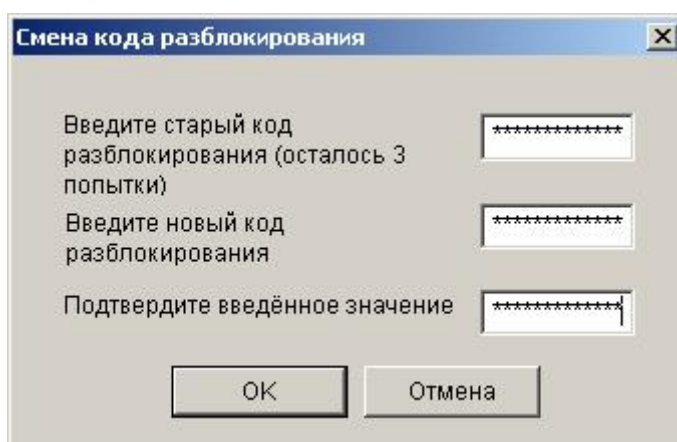 Смена кода разблокирования
Введите старый код
разблокирования (осталось 3
попытки)
*************
Введите новый код
разблокирования
*************
Подтвердите введённое значение
*************
OK
Отмена